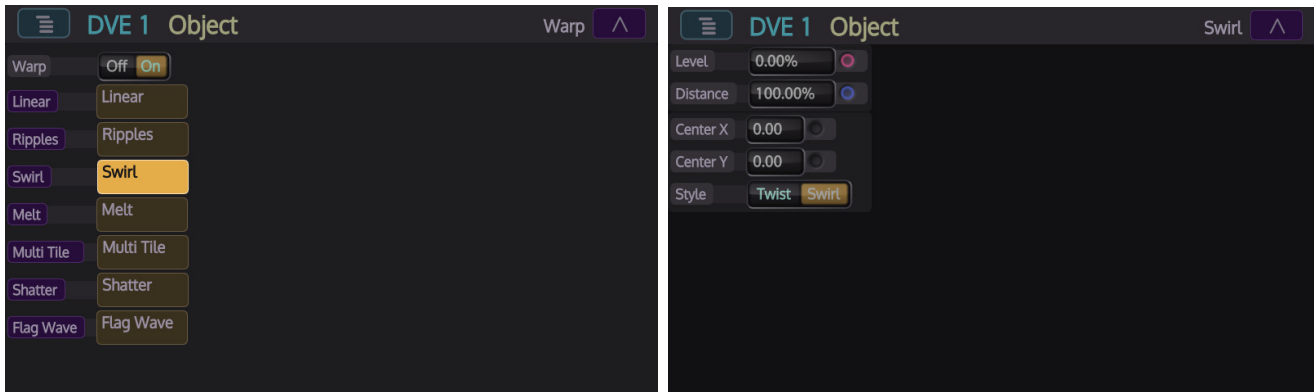 DVE 1 Object Warp
Warp Off On
Linear Linear
Ripples Ripples
Swirl Swirl
Melt Melt
Multi Tile Multi Tile
Shatter Shatter
Flag Wave Flag Wave
DVE 1 Object Swirl
Level 0.00%
Distance 100.00%
Center X 0.00
Center Y 0.00
Style Twist Swirl